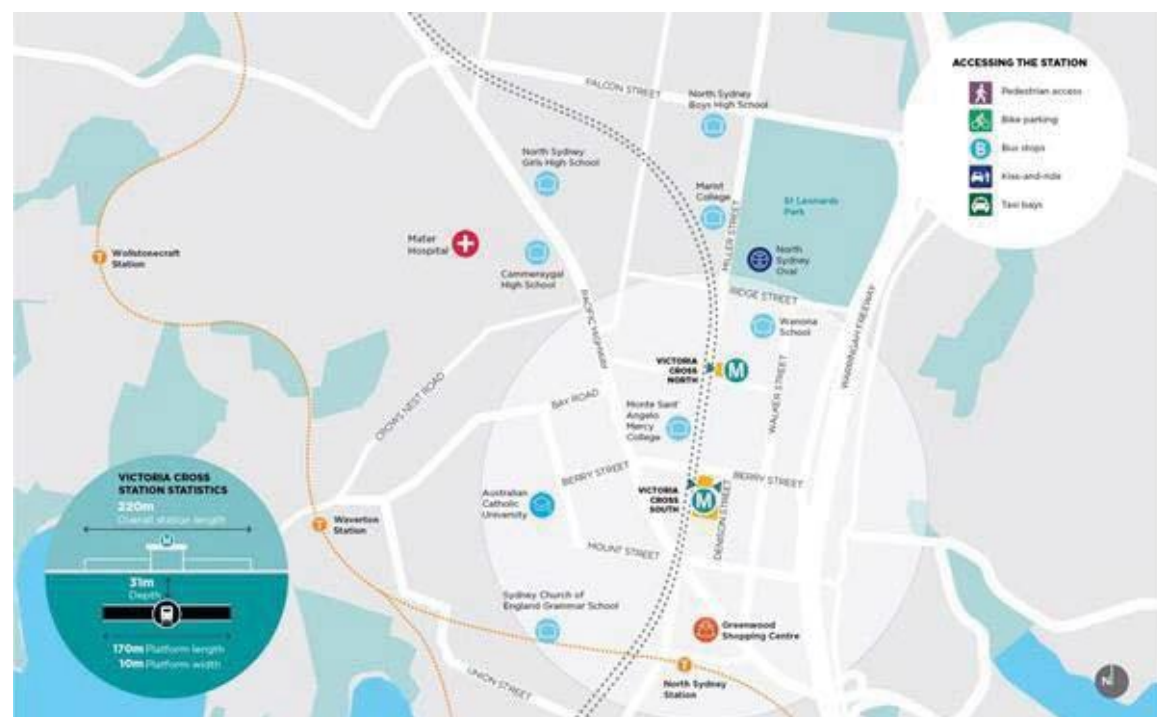 FALCON STREET
North Sydney
Boys High School
ACCESSING THE STATION
Pedestrian access
Bike parking
B
Bus stops
Kiss-and-ride
Taxi bays
North Sydney
Girls High School
Marist
College
MILLER STREET
St Leonards
Park
Mater
Hospital
T
Wollstonecraft
Station
Cammeraygal
High School
North
Sydney
Oval
RIDGE STREET
PACIFIC HIGHWAY
WARRINGAH FREEWAY
Wenona
School
VICTORIA
CROSS
NORTH
M
WALKER STREET
CROWS NEST ROAD
BAY ROAD
Monte Sant'
Angelo
Mercy
College
BERRY STREET
BERRY STREET
VICTORIA
CROSS
SOUTH
M
DENISON STREET
Australian
Catholic
University
T
Waverton
Station
MOUNT STREET
VICTORIA CROSS
STATION STATISTICS
220m
Overall station length
M
31m
Depth
170m Platform length
10m Platform width
Sydney Church of
England Grammar School
Greenwood
Shopping Centre
UNION STREET
T
North Sydney
Station
N